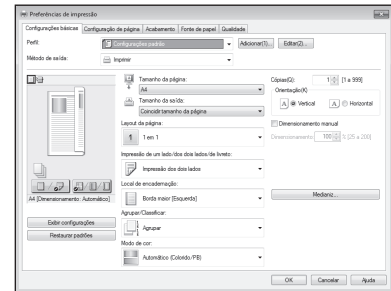 Preferências de impressão
Configurações básicas Configuração de página Acabamento Fonte de papel Qualidade
Perfil: Configurações padrão Adicionar(1)... Editar(2)...
Método de saída: Imprimir
Tamanho da página:
A4
Tamanho da saída:
Coincidir tamanho da página
Layout da página:
1 1 em 1
Impressão de um lado/dos dois lados/de livreto:
Impressão dos dois lados
Local de encadernação:
Borda maior [Esquerda]
Agrupar/Classificar:
Agrupar
Modo de cor:
Automático (Colorido/PB)
Cópias(Q): 1 [1 a 999]
Orientação(K)
A Vertical A Horizontal
Dimensionamento manual
Dimensionamento: 100 % [25 a 200]
Medianiz...
A4 [Dimensionamento: Automático]
Exibir configurações
Restaurar padrões
OK Cancelar Ajuda